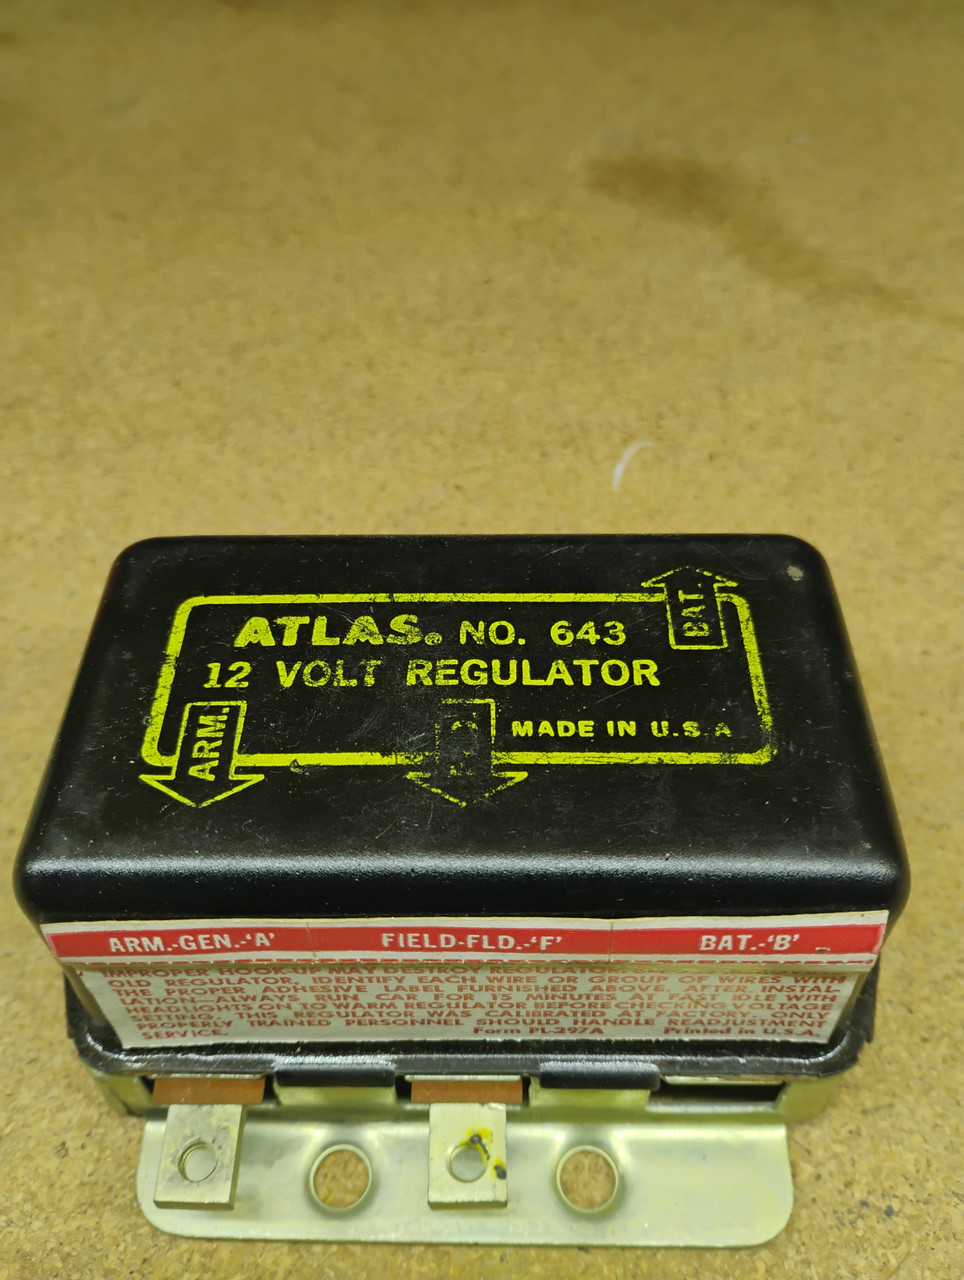 BAT.
ATLAS® NO. 643
12 VOLT REGULATOR
MADE IN U.S.A
ARM.
ARM.-GEN.-‘A’ FIELD-FLD.-‘F’ BAT.-‘B’
IMPROPER HOOK-UP MAY DESTROY REGULATOR.
OLD REGULATOR, IDENTIFY EACH WIRE OR GROUP OF WIRES WITH
THE PROPER ADHESIVE LABEL FURNISHED ABOVE. AFTER INSTAL-
LATION—ALWAYS RUN CAR FOR 15 MINUTES AT FAST IDLE WITH
HEADLIGHTS ON TO WARM REGULATOR BEFORE CHECKING VOLTAGE
SETTING. THIS REGULATOR WAS CALIBRATED AT FACTORY. ONLY
PROPERLY TRAINED PERSONNEL SHOULD HANDLE READJUSTMENT
SERVICE. Form PL-297A Printed in U.S.A